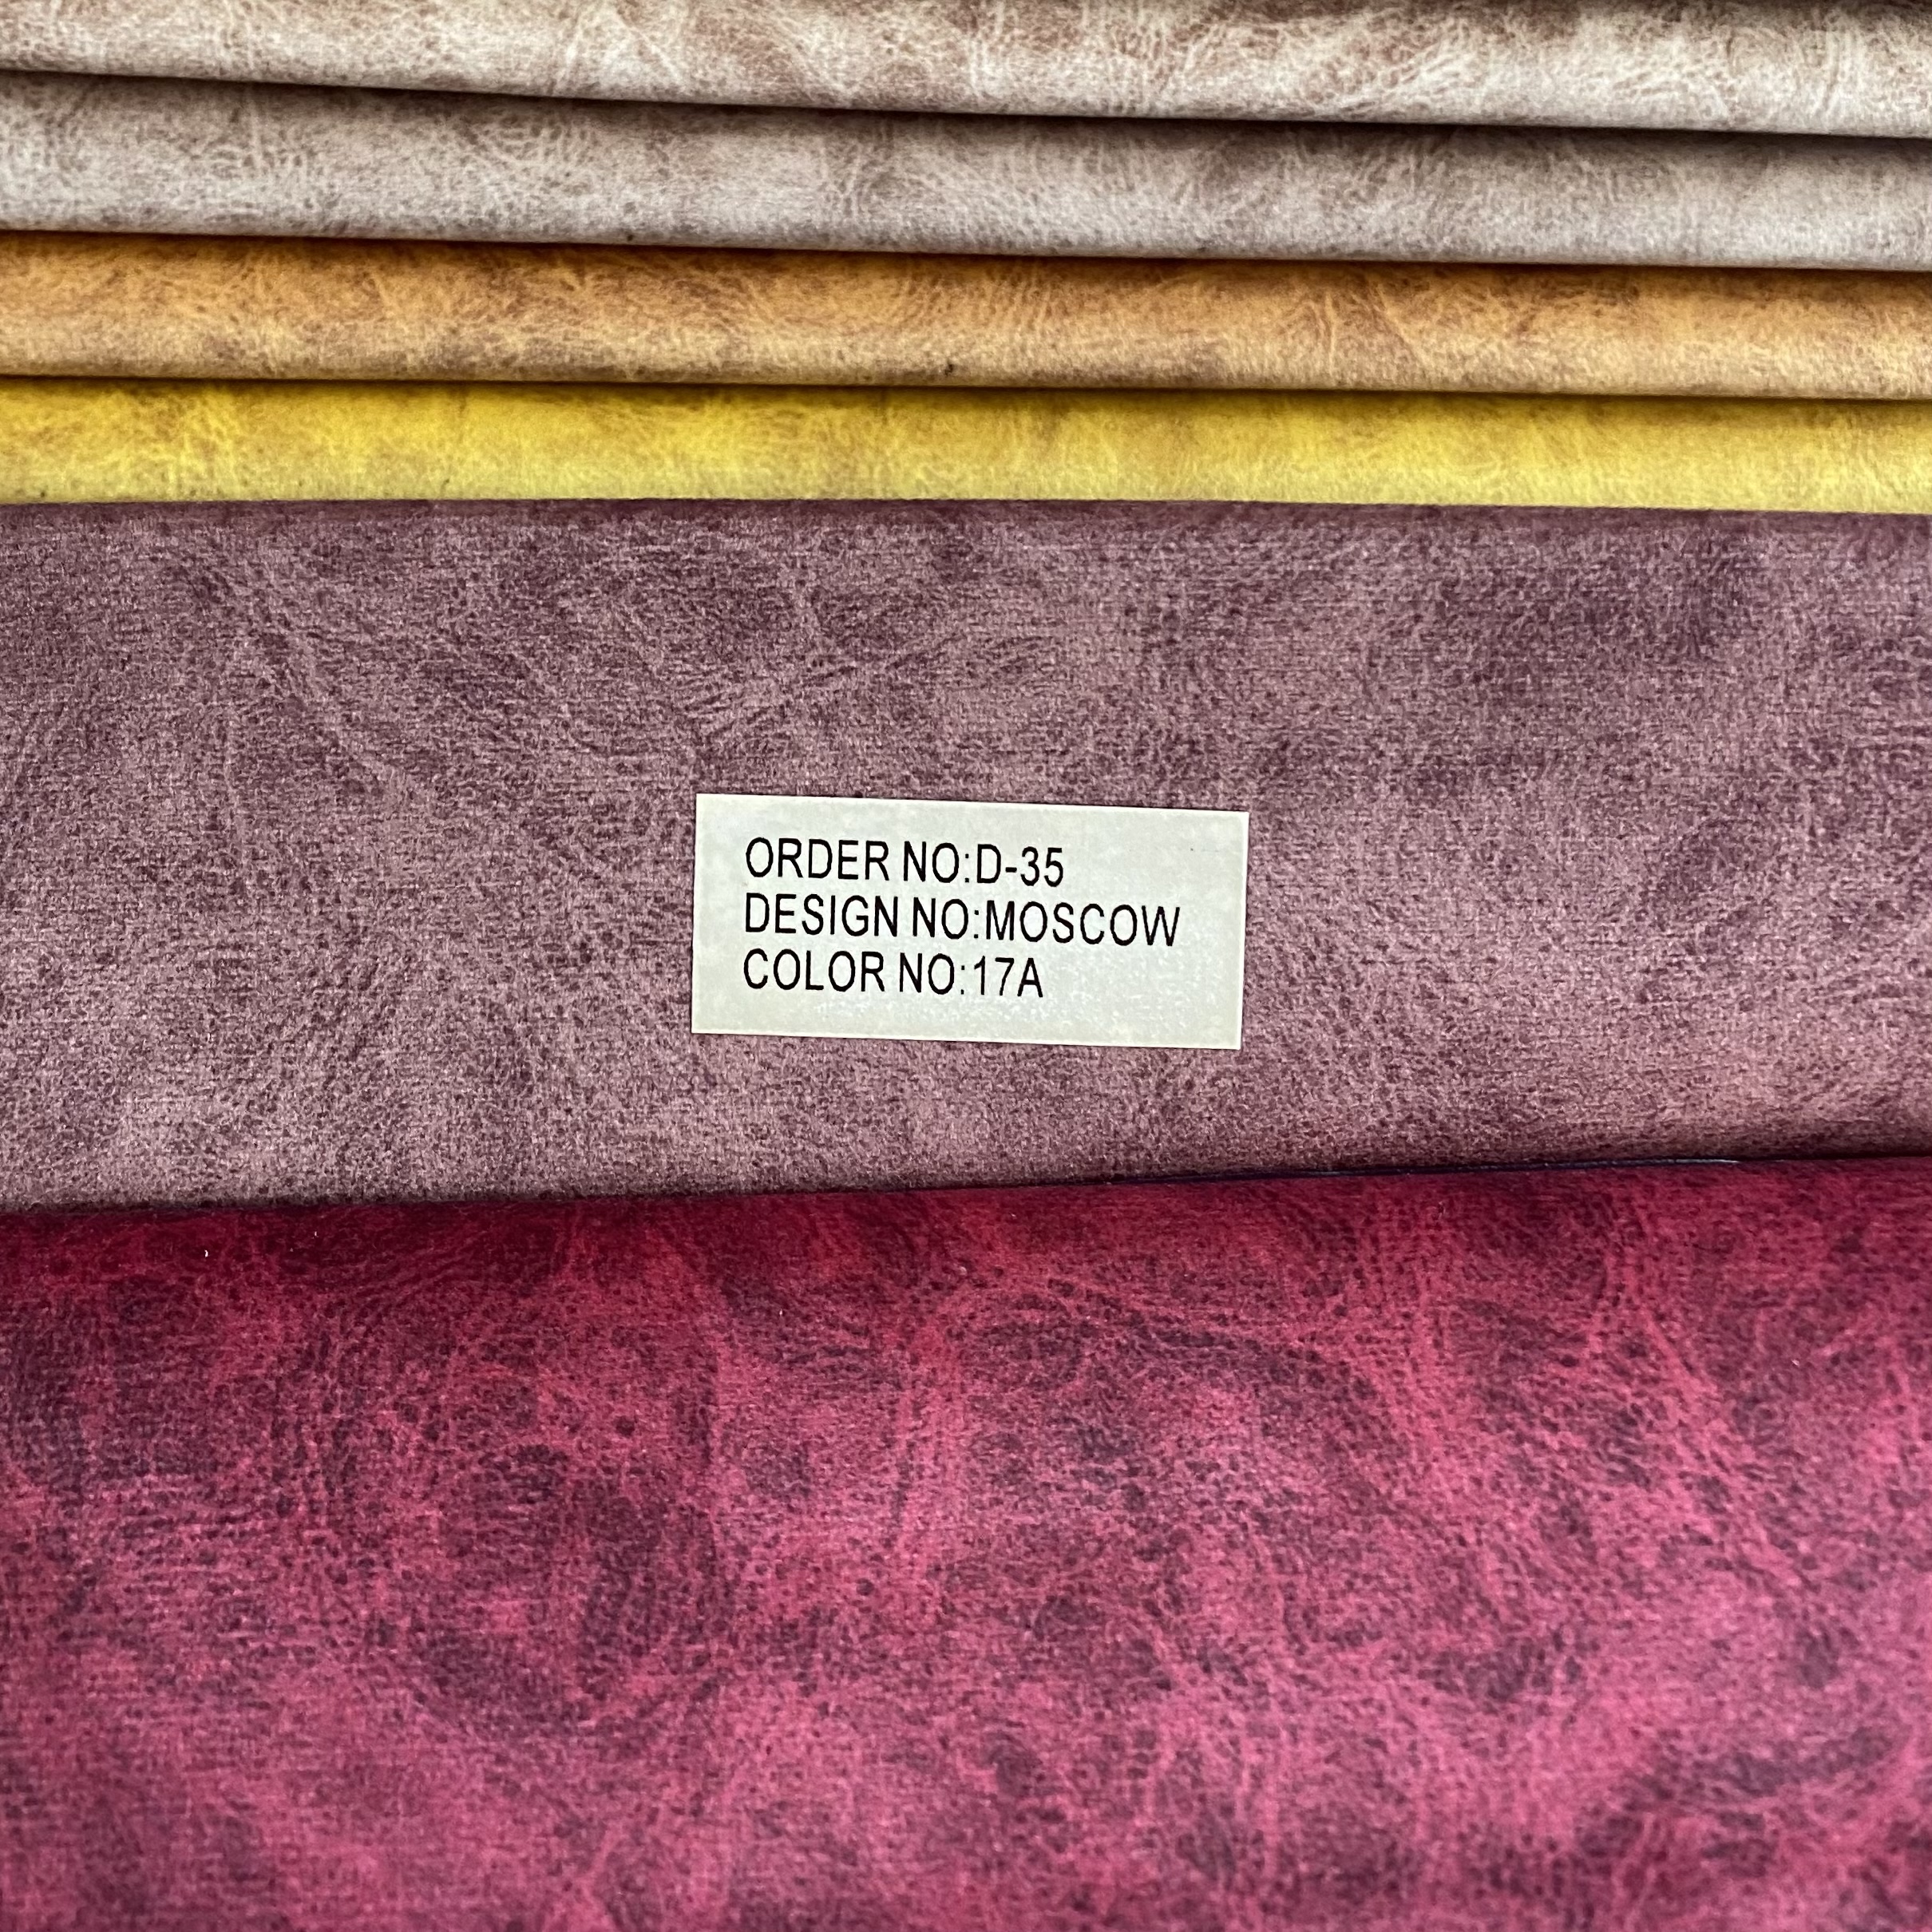 ORDER NO:D-35
DESIGN NO:MOSCOW
COLOR NO:17A